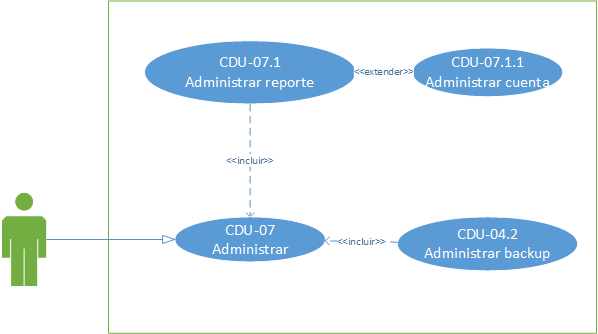 CDU-07.1
Administrar reporte
<<extender>>
CDU-07.1.1
Administrar cuenta
<<incluir>>
CDU-07
Administrar
<<incluir>>
CDU-04.2
Administrar backup